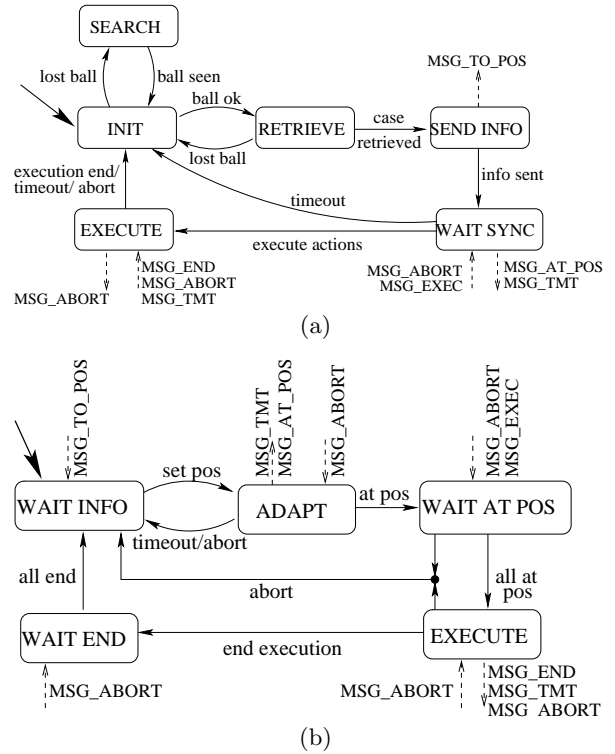 SEARCH
lost ball
ball seen
ball ok
MSG_TO_POS
INIT
RETRIEVE
case
retrieved
SEND INFO
lost ball
execution end/
timeout/ abort
timeout
info sent
EXECUTE
execute actions
WAIT SYNC
MSG_ABORT
MSG_END
MSG_ABORT
MSG_TMT
MSG_ABORT
MSG_EXEC
MSG_AT_POS
MSG_TMT
(a)
MSG_TO_POS
MSG_TMT
MSG_AT_POS
MSG_ABORT
MSG_ABORT
MSG_EXEC
set pos
WAIT INFO
ADAPT
at pos
WAIT AT POS
timeout/abort
all end
abort
all at
pos
WAIT END
end execution
EXECUTE
MSG_ABORT
MSG_ABORT
MSG_END
MSG_TMT
MSG_ABORT
(b)